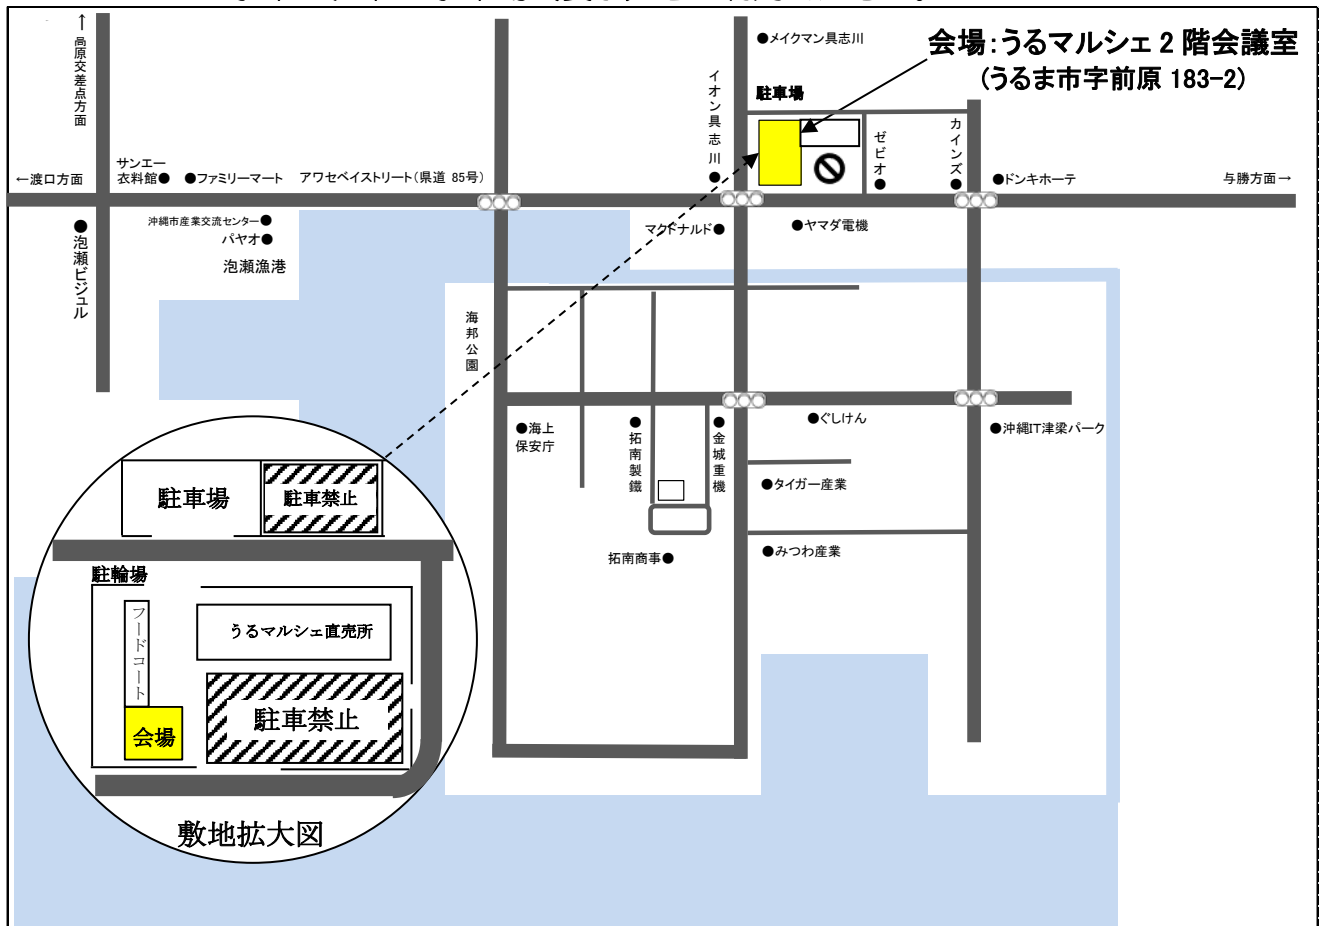 会場：うるマルシェ2階会議室
(うるま市字前原 183-2)
●メイクマン具志川
駐車場
↑高原交差点方面
イオン具志川●
ゼビオ●
カインズ●
←渡口方面
サンエー
衣料館●
●ファミリーマート
アワセベイストリート(県道 85号)
●ドンキホーテ
与勝方面→
沖縄市産業交流センター●
パヤオ●
泡瀬漁港
●泡瀬ビジュル
マクドナルド●
●ヤマダ電機
海邦公園
●海上
保安庁
●拓南製鐵
●金城重機
●ぐしけん
●沖縄IT津梁パーク
●タイガー産業
拓南商事●
●みつわ産業
駐車場
駐車禁止
駐輪場
フードコート
うるマルシェ直売所
駐車禁止
会場
敷地拡大図